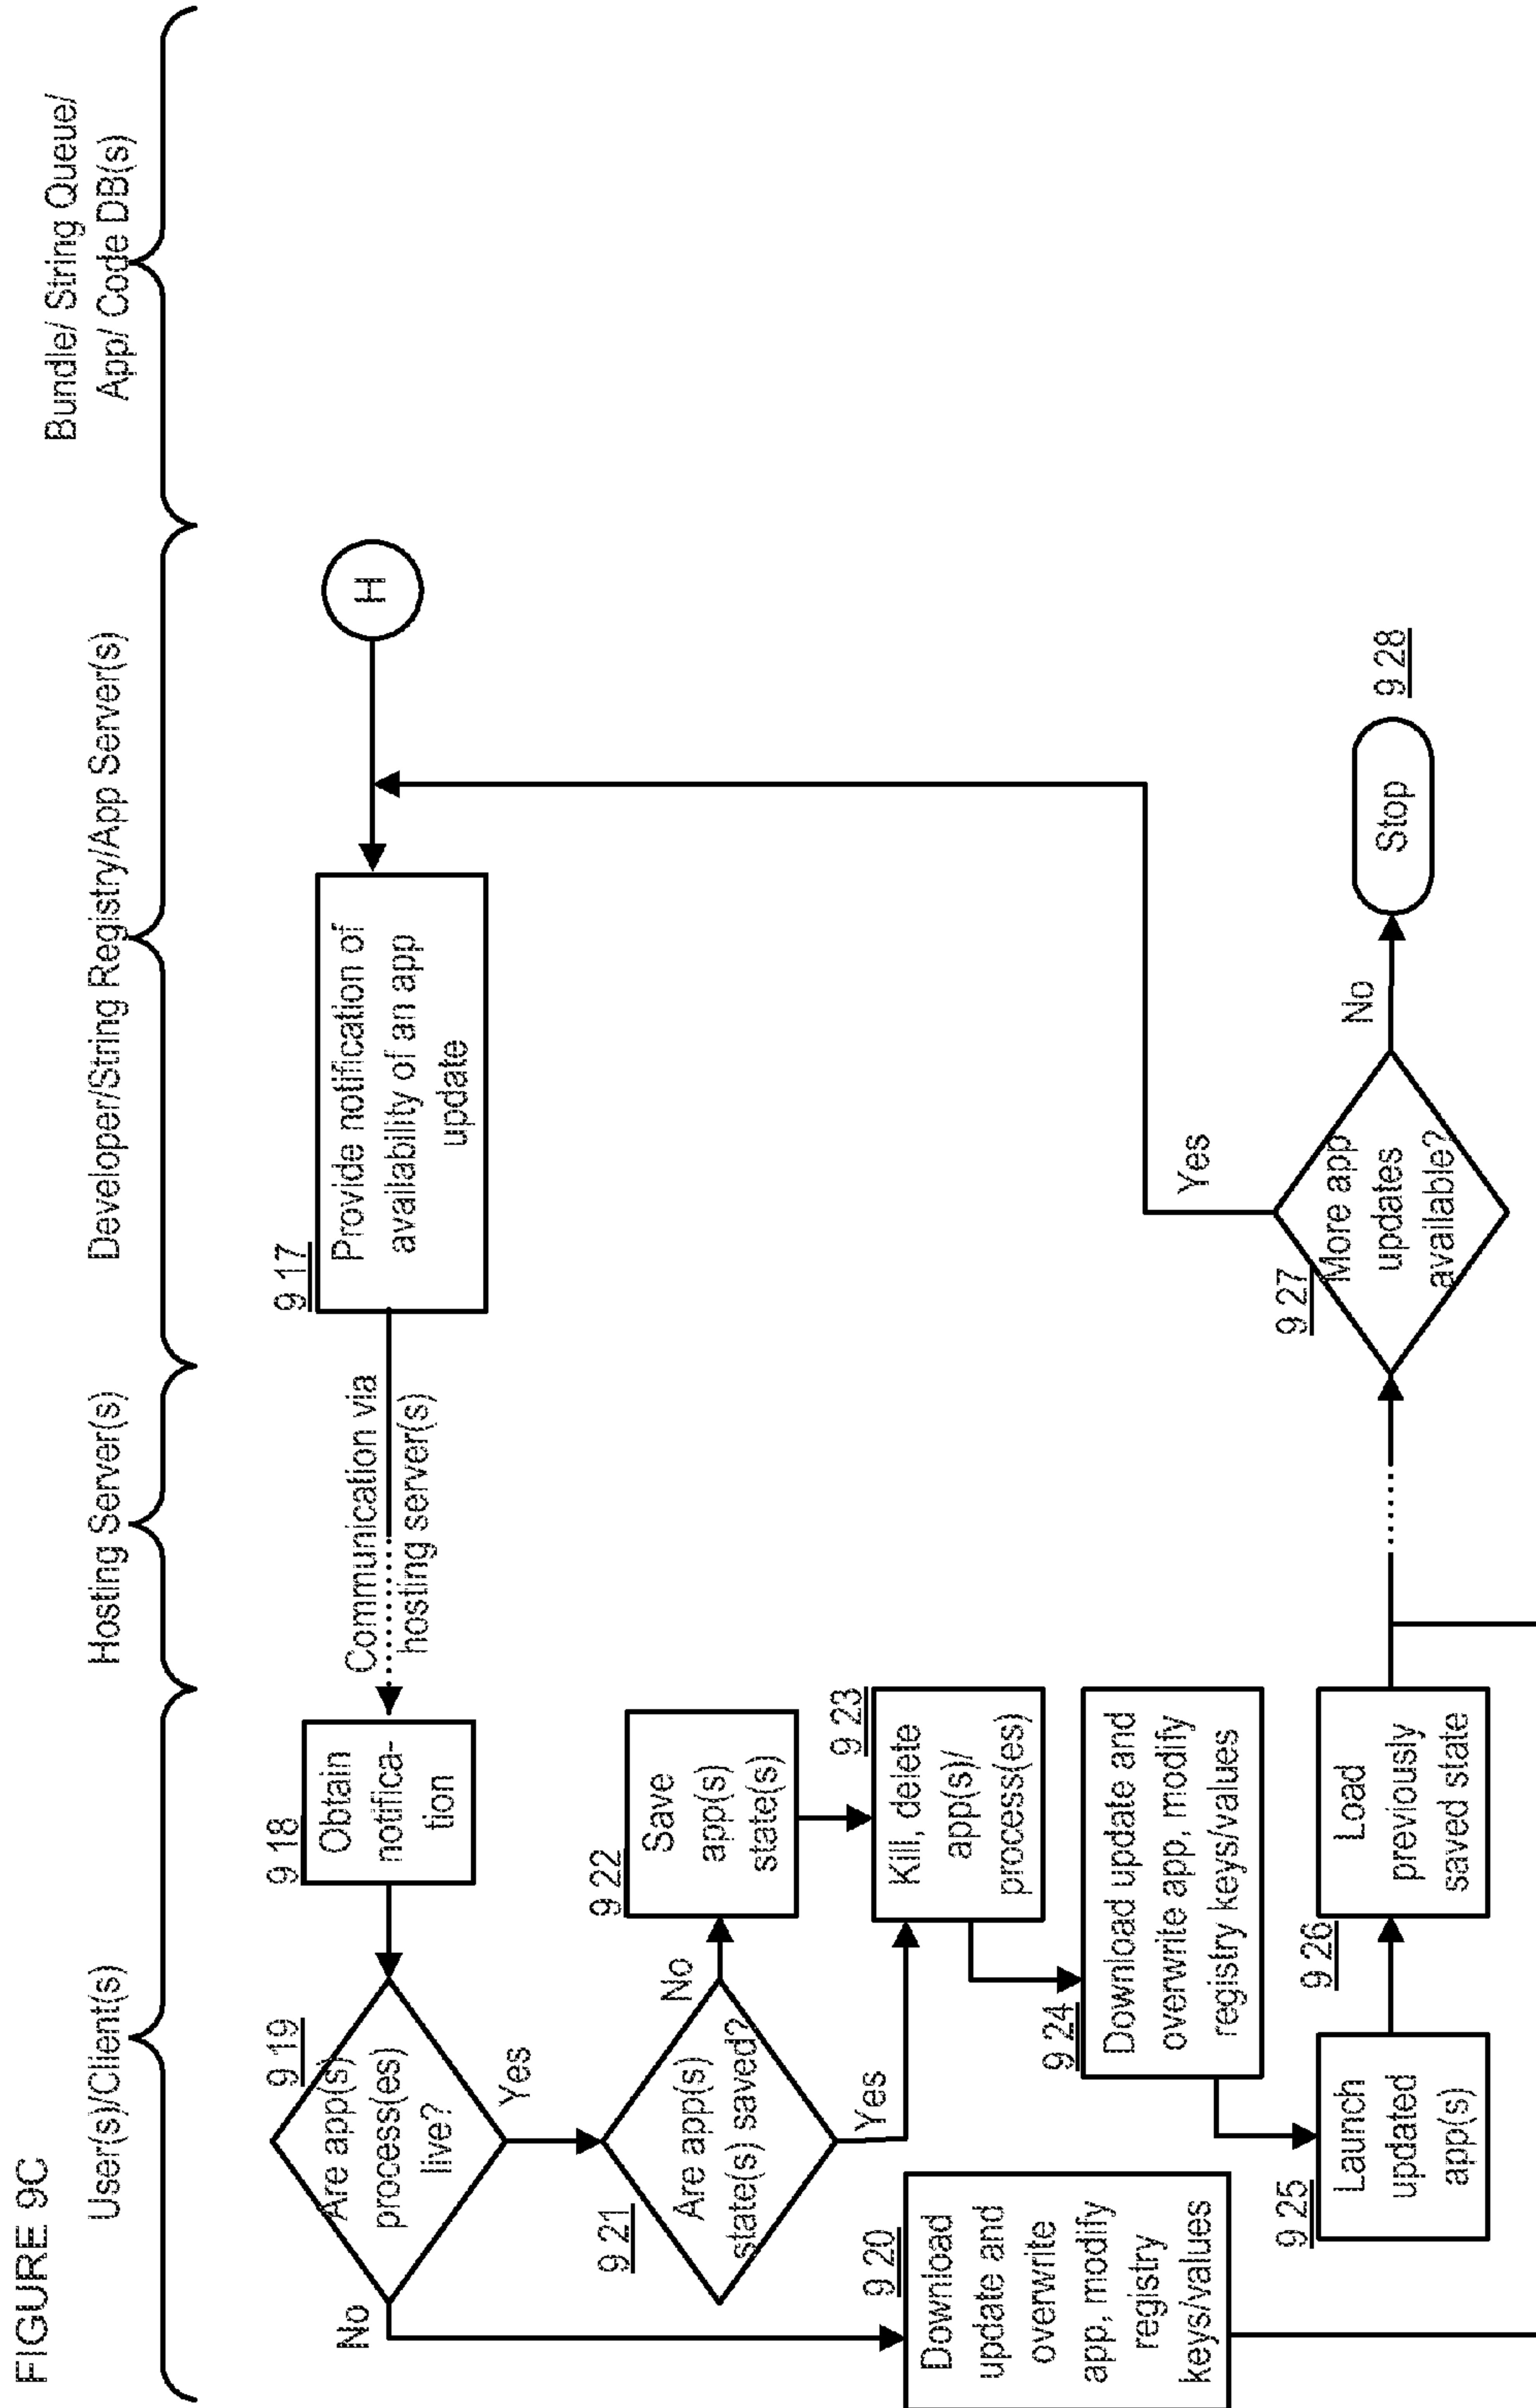 FIGURE 9C
User(s)/Client(s)
Hosting Server(s)
Developer/String Registry/App Server(s)
Bundle/ String Queue/
App/ Code DB(s)
H
9 17
Provide notification of
availability of an app
update
Communication via
hosting server(s)
9 18
Obtain
notifica-
tion
9 19
Are app(s)
process(es)
live?
No
Yes
9 21
Are app(s)
state(s) saved?
No
Yes
9 22
Save
app(s)
state(s)
9 23
Kill, delete
app(s)/
process(es)
9 20
Download
update and
overwrite
app, modify
registry
keys/values
9 24
Download update and
overwrite app, modify
registry keys/values
9 25
Launch
updated
app(s)
9 26
Load
previously
saved state
9 27
More app
updates
available?
Yes
No
Stop
9 28